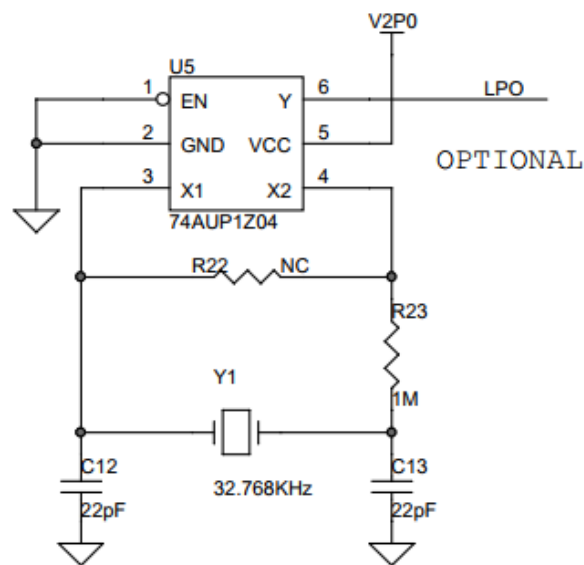 V2P0
U5
1 EN Y 6 LPO
2 GND VCC 5
OPTIONAL
3 X1 X2 4
74AUP1Z04
R22 NC
R23
1M
Y1
C12 C13
32.768KHz
22pF 22pF